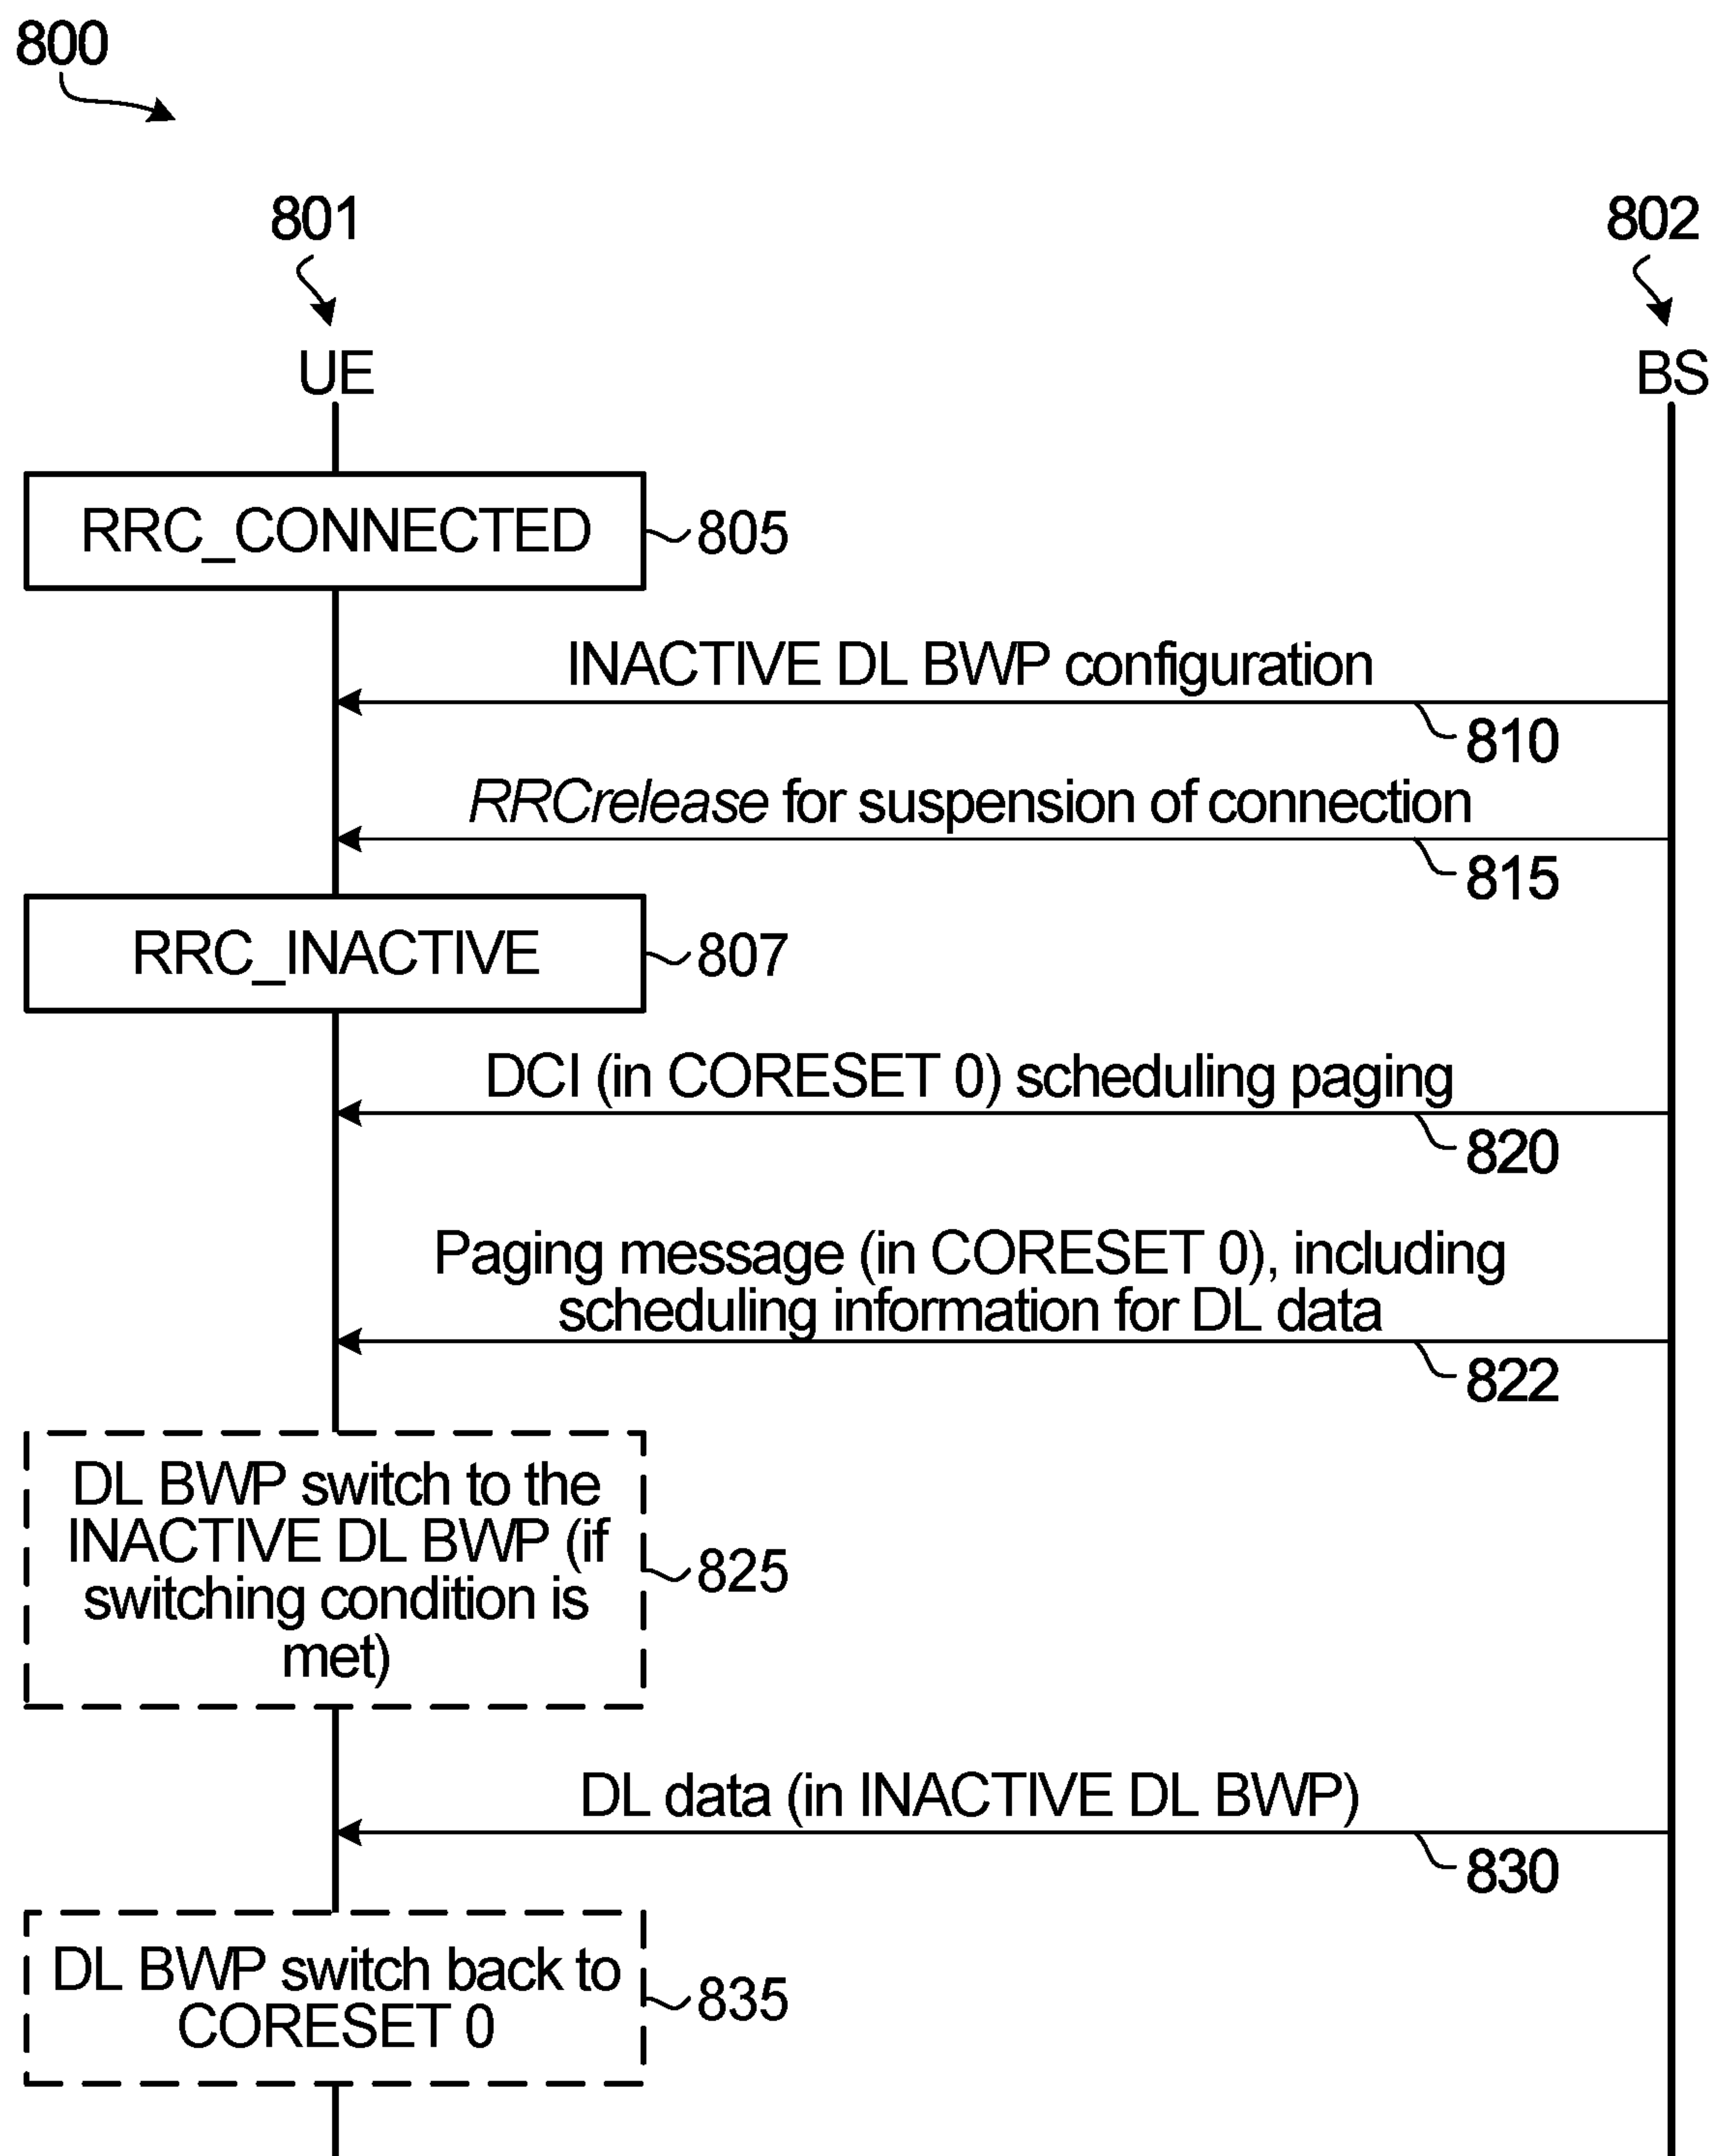 800
801
802
UE
BS
RRC_CONNECTED
805
INACTIVE DL BWP configuration
810
RRCrelease for suspension of connection
815
RRC_INACTIVE
807
DCI (in CORESET 0) scheduling paging
820
Paging message (in CORESET 0), including
scheduling information for DL data
822
DL BWP switch to the
INACTIVE DL BWP (if
switching condition is
met)
825
DL data (in INACTIVE DL BWP)
830
DL BWP switch back to
CORESET 0
835